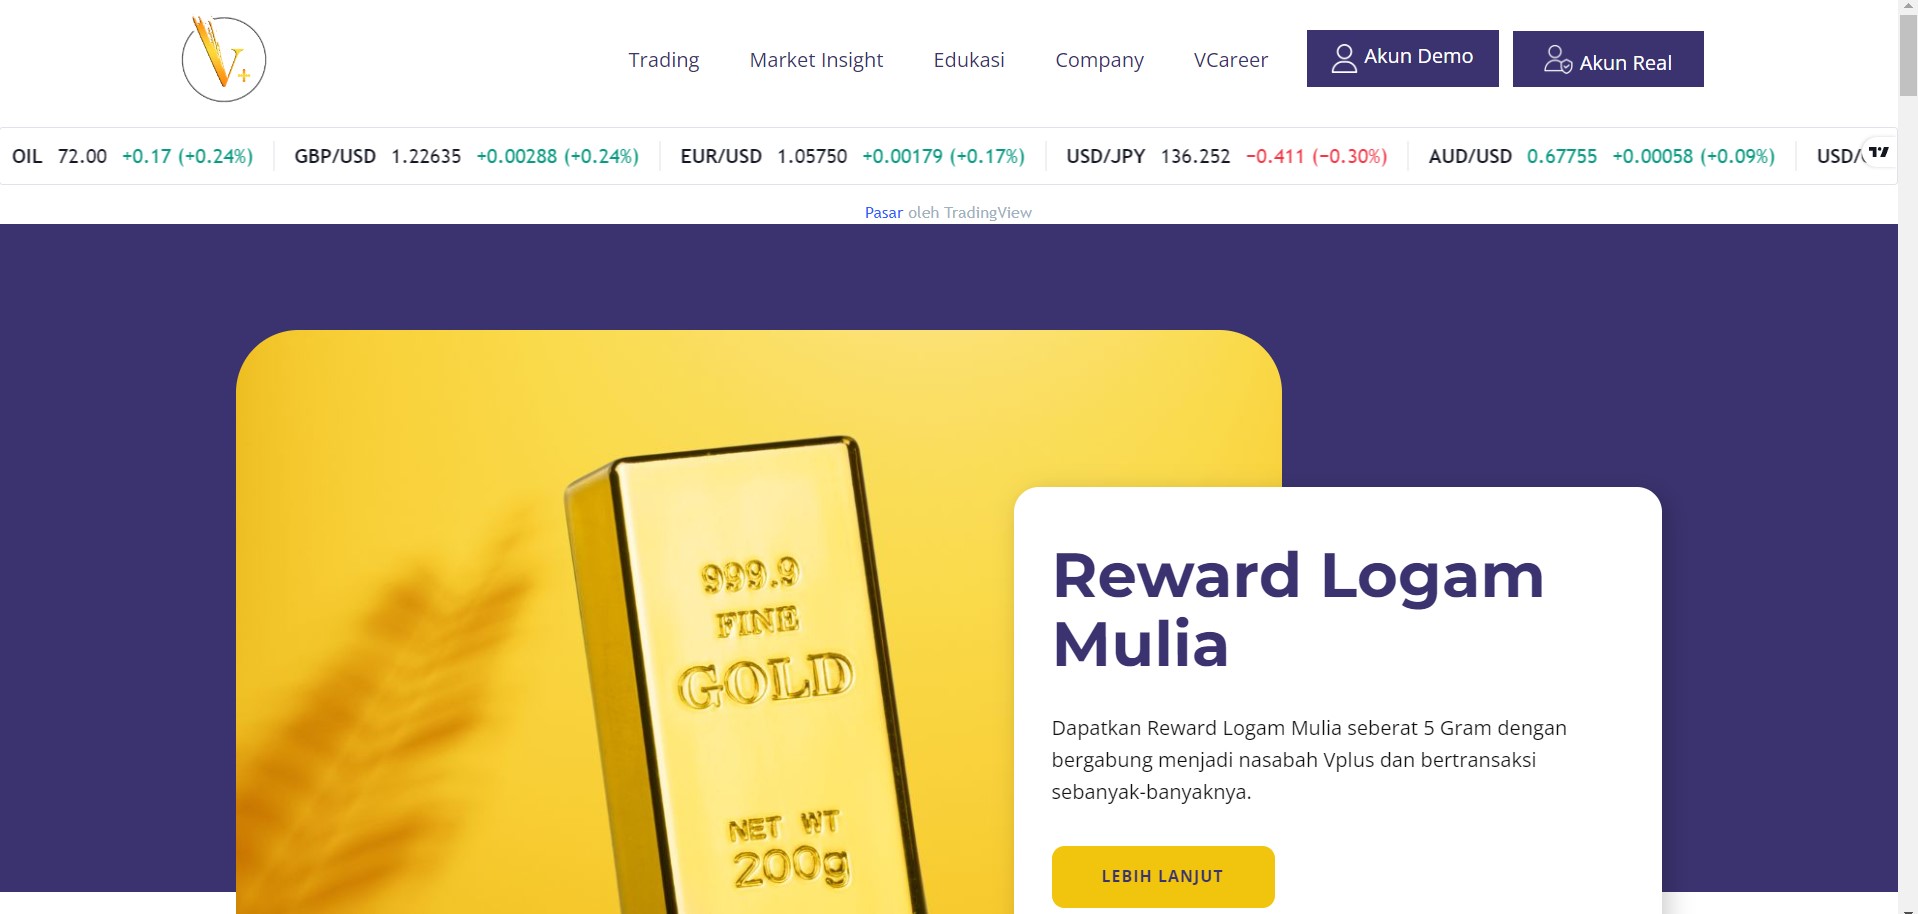 V+
Trading Market Insight Edukasi Company VCareer Akun Demo Akun Real
OIL 72.00 +0.17 (+0.24%) GBP/USD 1.22635 +0.00288 (+0.24%) EUR/USD 1.05750 +0.00179 (+0.17%) USD/JPY 136.252 −0.411 (−0.30%) AUD/USD 0.67755 +0.00058 (+0.09%) USD/
Pasar oleh TradingView
999.9
FINE
GOLD
NET WT
200g
Reward Logam
Mulia
Dapatkan Reward Logam Mulia seberat 5 Gram dengan
bergabung menjadi nasabah Vplus dan bertransaksi
sebanyak-banyaknya.
LEBIH LANJUT